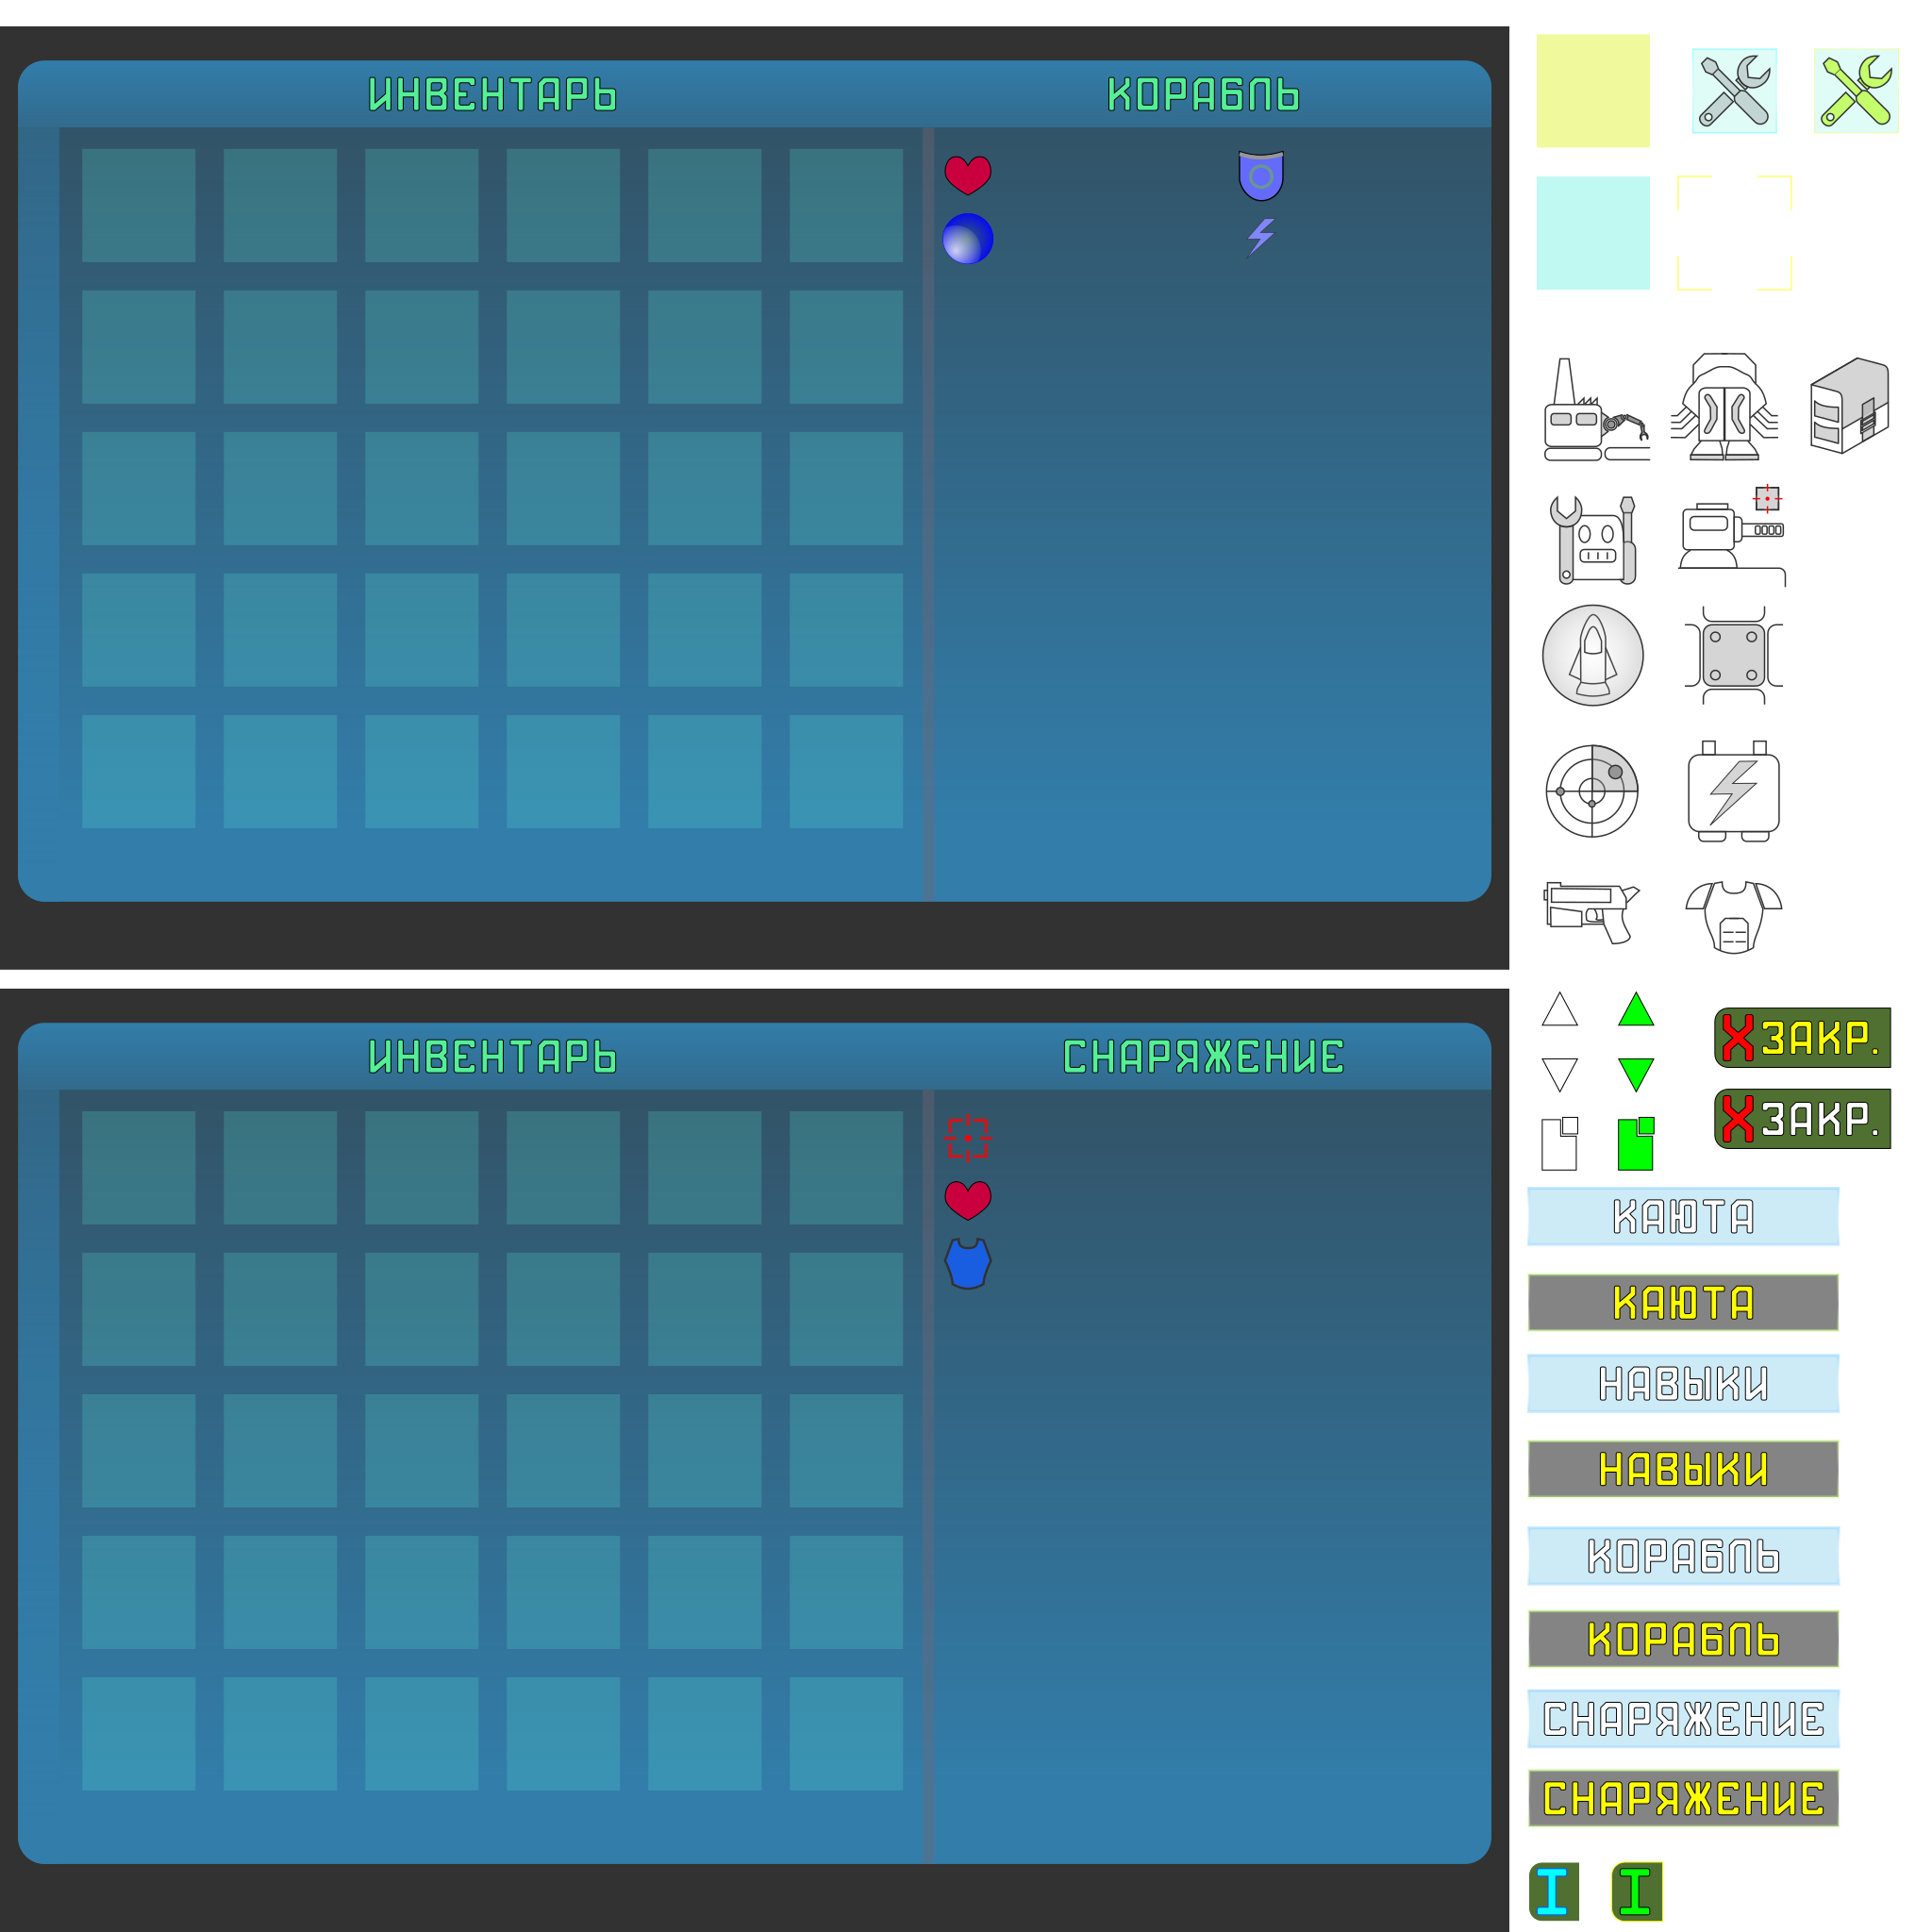 ИНВЕНТАРЬ КОРАБЛЬ
ИНВЕНТАРЬ СНАРЯЖЕНИЕ
X ЗАКР.
X ЗАКР.
КАЮТА
КАЮТА
НАВЫКИ
НАВЫКИ
КОРАБЛЬ
КОРАБЛЬ
СНАРЯЖЕНИЕ
СНАРЯЖЕНИЕ
I I